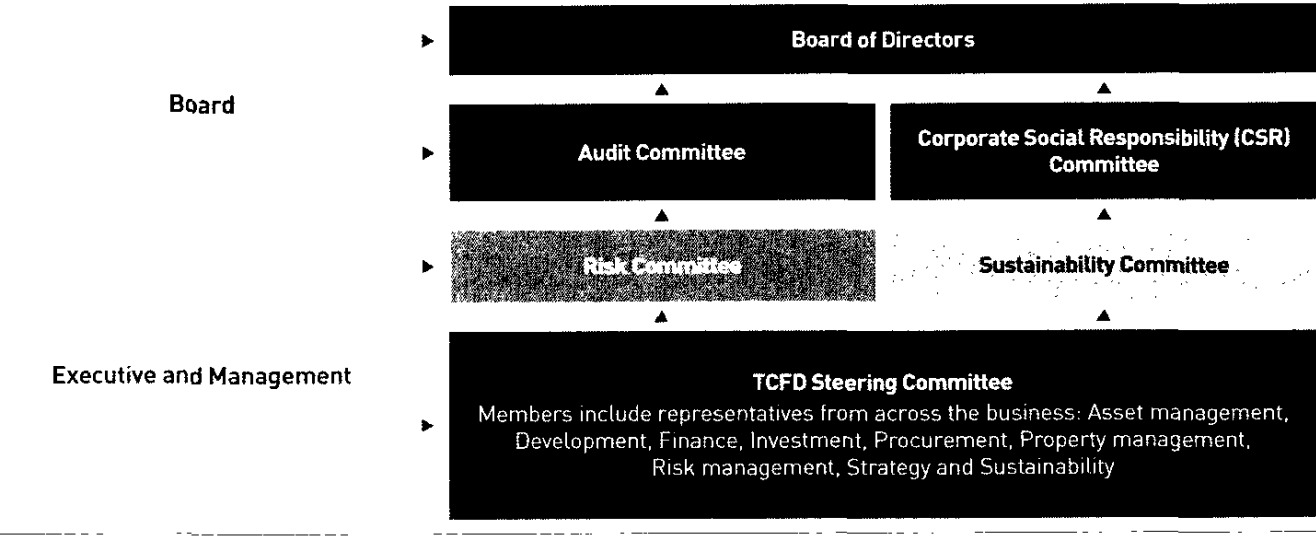 Board of Directors
Board
Audit Committee
Corporate Social Responsibility (CSR)
Committee
Risk Committee
Sustainability Committee
Executive and Management
TCFD Steering Committee
Members include representatives from across the business: Asset management,
Development, Finance, Investment, Procurement, Property management,
Risk management, Strategy and Sustainability